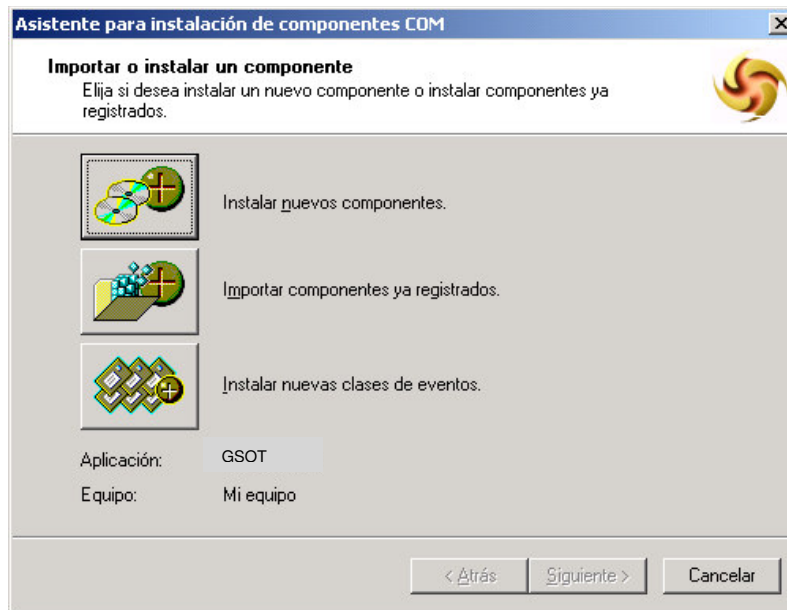 Asistente para instalación de componentes COM
Importar o instalar un componente
Elija si desea instalar un nuevo componente o instalar componentes ya
registrados.
Instalar nuevos componentes.
Importar componentes ya registrados.
Instalar nuevas clases de eventos.
Aplicación: GSOT
Equipo: Mi equipo
< Atrás Siguiente > Cancelar